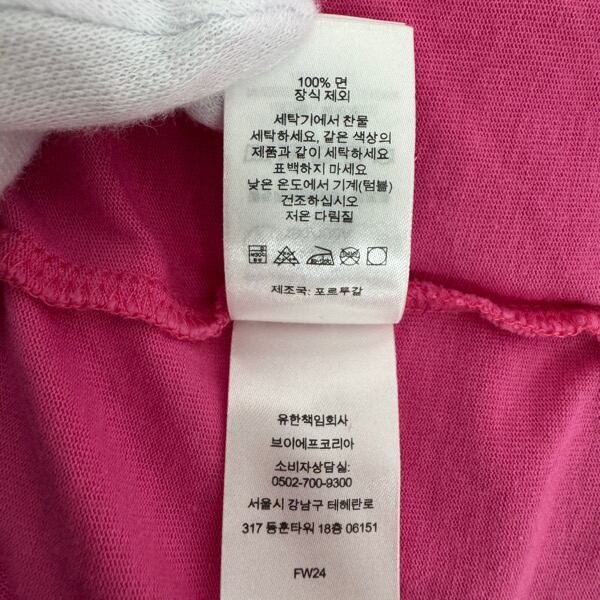 100% 면
장식 제외
세탁기에서 찬물
세탁하세요, 같은 색상의
제품과 같이 세탁하세요
표백하지 마세요
낮은 온도에서 기계(텀블)
건조하십시오
저온 다림질
제조국: 포르투갈
유한책임회사
브이에프코리아
소비자상담실:
0502-700-9300
서울시 강남구 테헤란로
317 동훈타워 18층 06151
FW24